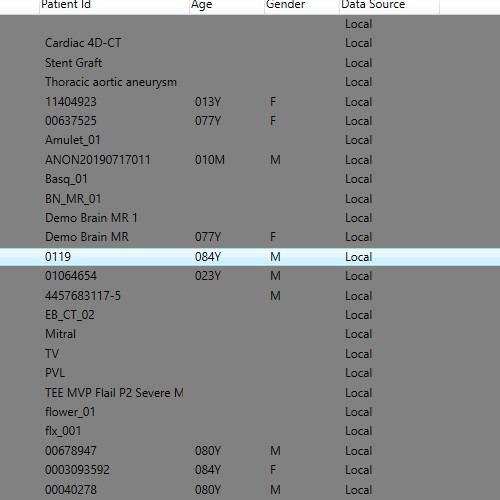 Patient Id Age Gender Data Source
Local
Cardiac 4D-CT Local
Stent Graft Local
Thoracic aortic aneurysm Local
11404923 013Y F Local
00637525 077Y F Local
Amulet_01 Local
ANON20190717011 010M M Local
Basq_01 Local
BN_MR_01 Local
Demo Brain MR 1 Local
Demo Brain MR 077Y F Local
0119 084Y M Local
01064654 023Y M Local
4457683117-5 M Local
EB_CT_02 Local
Mitral Local
TV Local
PVL Local
TEE MVP Flail P2 Severe M Local
flower_01 Local
flx_001 Local
00678947 080Y M Local
0003093592 084Y F Local
00040278 080Y M Local